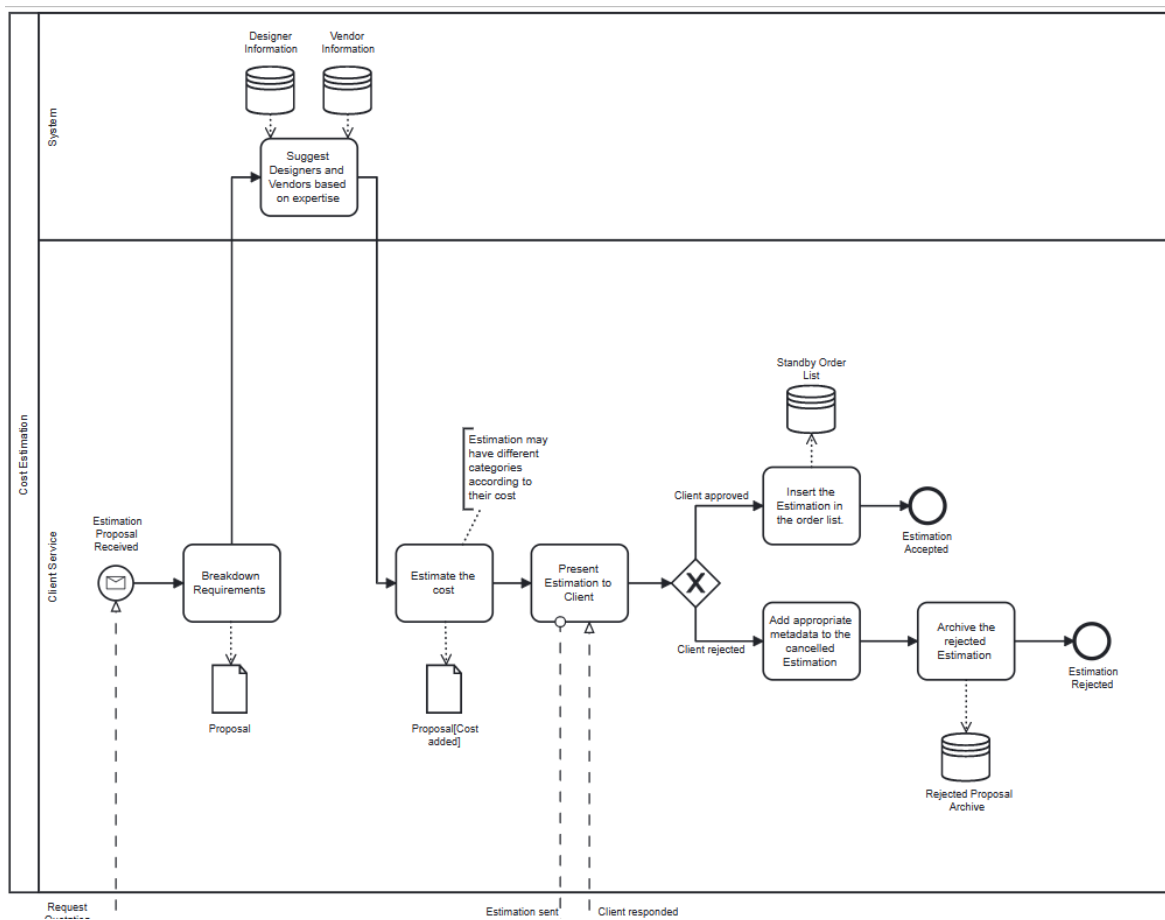 Designer
Information
Vendor
Information
System
Suggest
Designers and
Vendors based
on expertise
Cost Estimation
Client Service
Standby Order
List
Estimation may
have different
categories
according to
their cost
Client approved
Insert the
Estimation in
the order list.
Estimation
Accepted
Estimation
Proposal
Received
Breakdown
Requirements
Estimate the
cost
Present
Estimation to
Client
X
Client rejected
Add appropriate
metadata to the
cancelled
Estimation
Archive the
rejected
Estimation
Estimation
Rejected
Proposal
Proposal[Cost
added]
Rejected Proposal
Archive
Request
Quotation
Estimation sent
Client responded